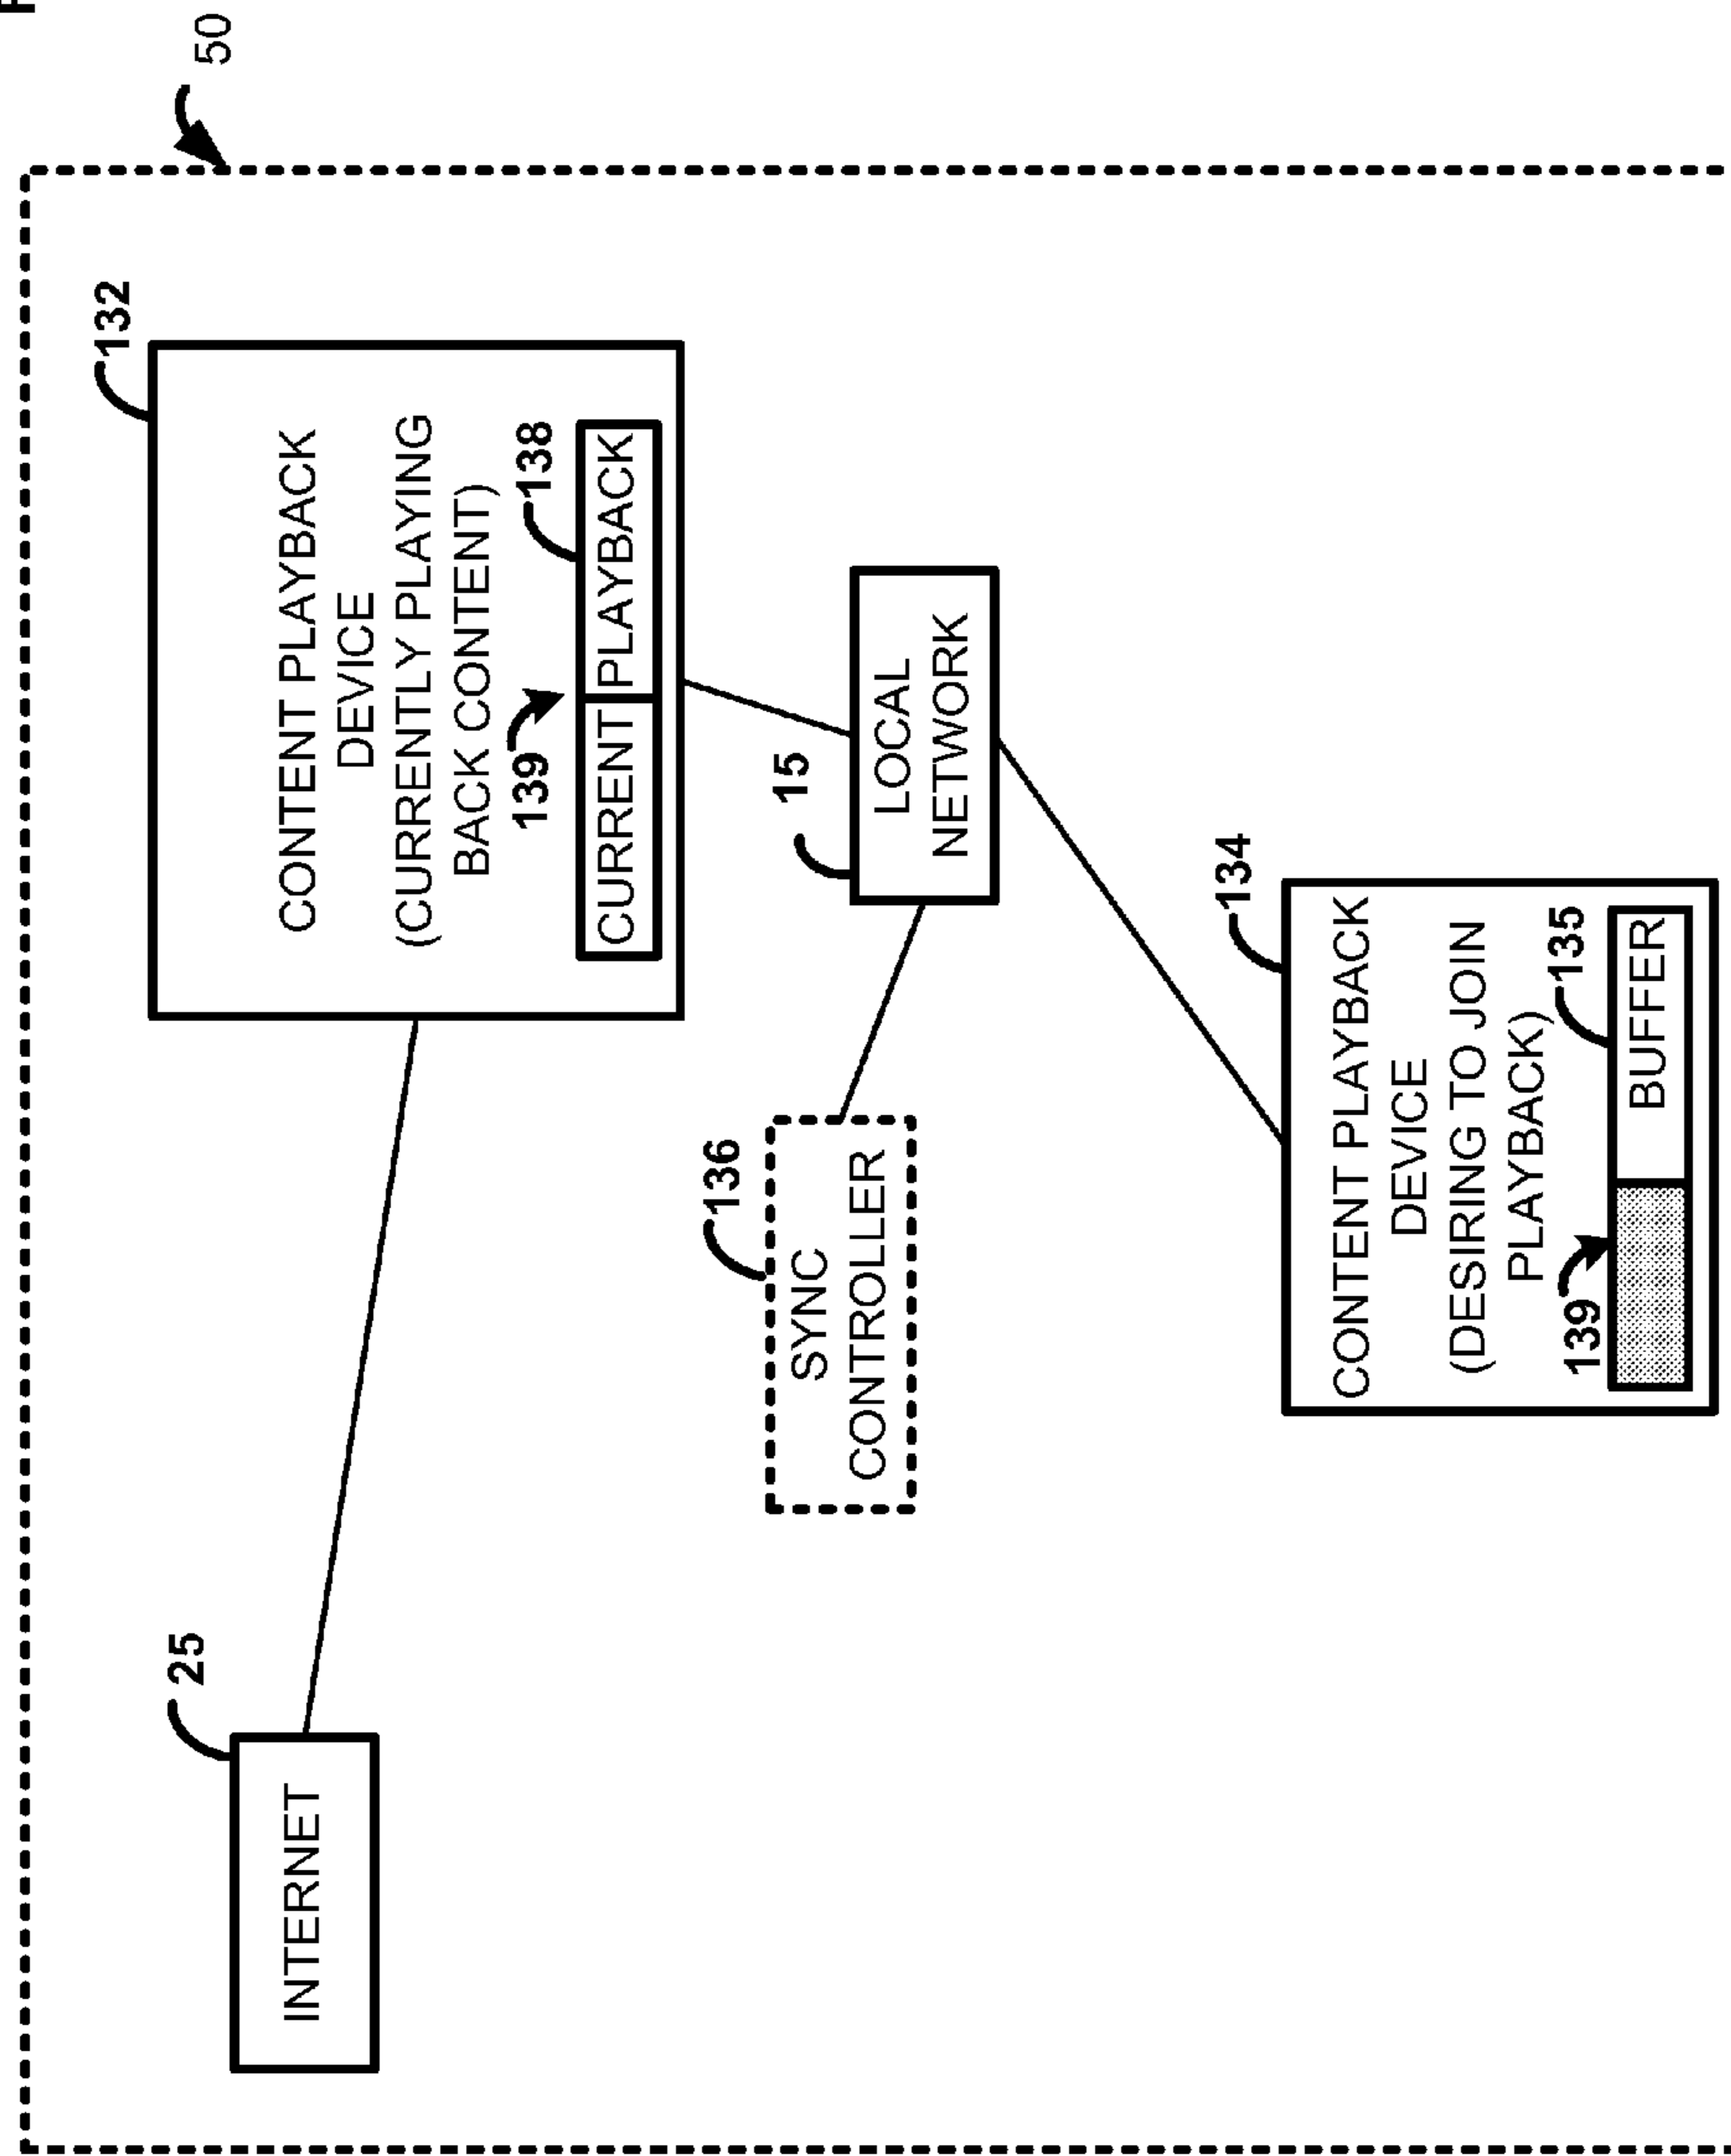 50
25
INTERNET
132
CONTENT PLAYBACK
DEVICE
(CURRENTLY PLAYING
BACK CONTENT)
139
138
CURRENT PLAYBACK
136
SYNC
CONTROLLER
15
LOCAL
NETWORK
134
CONTENT PLAYBACK
DEVICE
(DESIRING TO JOIN
PLAYBACK)
139
135
BUFFER